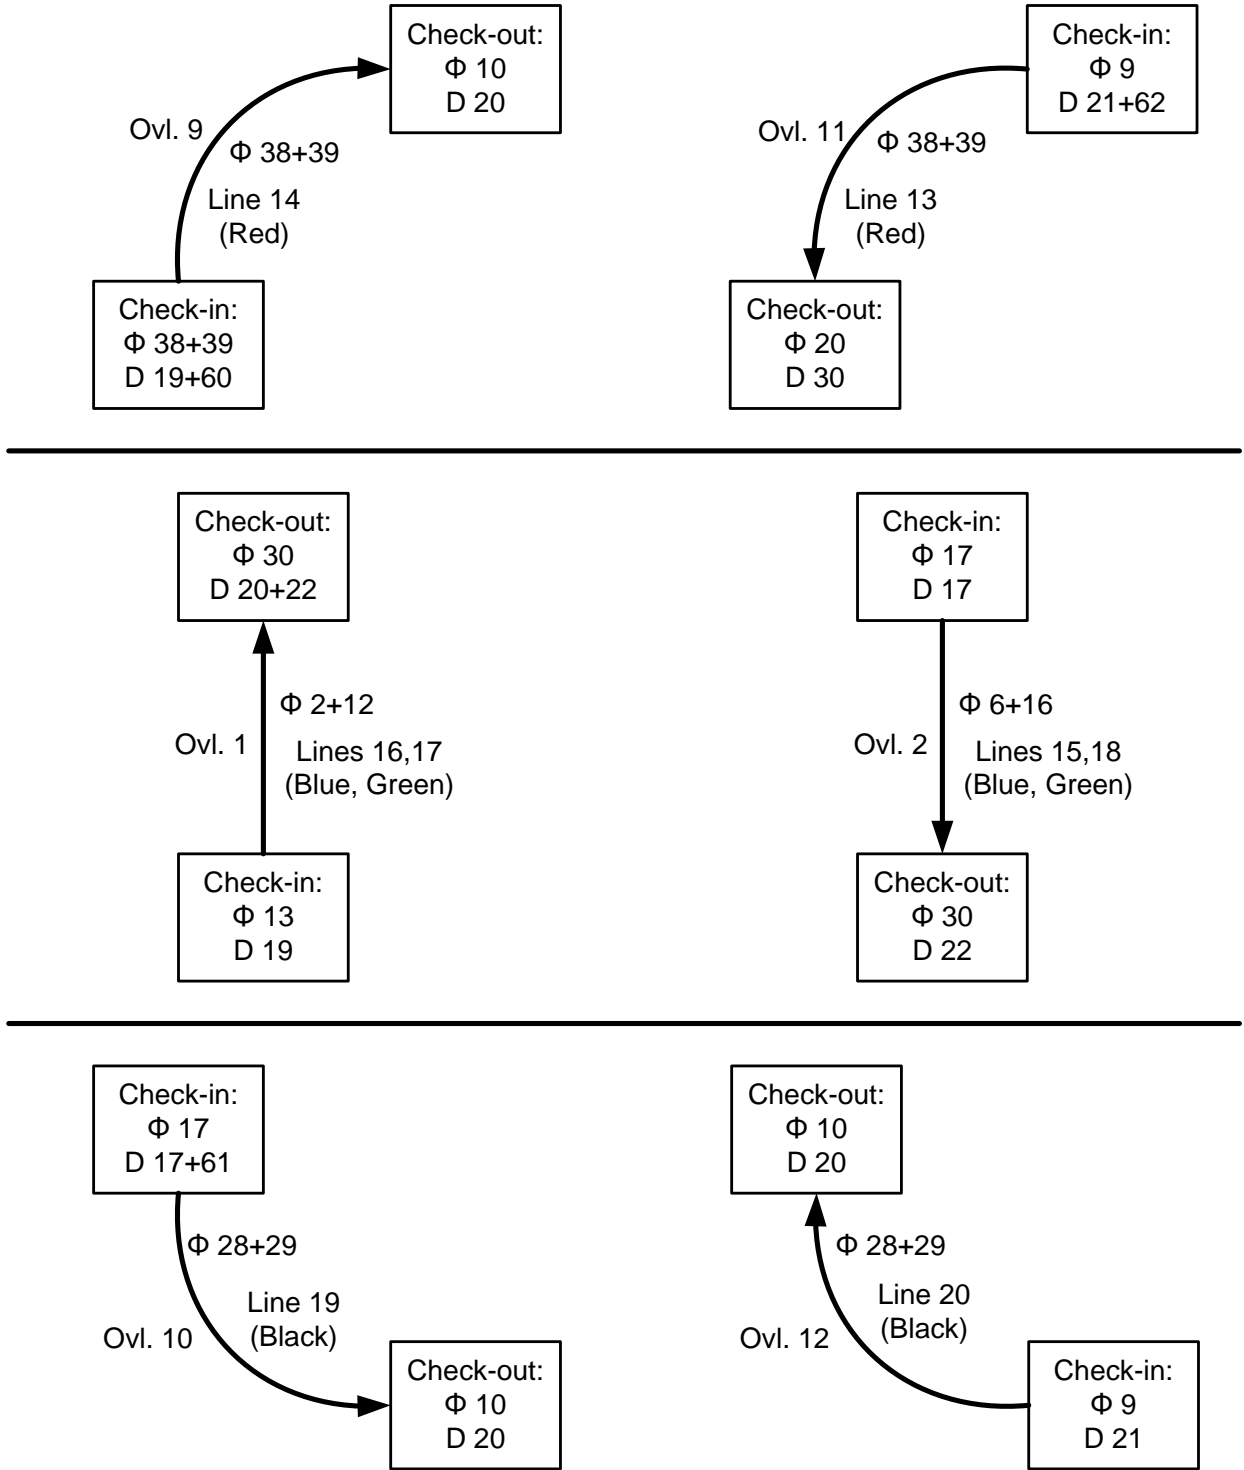 Check-out:
Φ 10
D 20
Ovl. 9
Φ 38+39
Line 14
(Red)
Check-in:
Φ 38+39
D 19+60
Check-in:
Φ 9
D 21+62
Ovl. 11
Φ 38+39
Line 13
(Red)
Check-out:
Φ 20
D 30
Check-out:
Φ 30
D 20+22
Φ 2+12
Ovl. 1
Lines 16,17
(Blue, Green)
Check-in:
Φ 13
D 19
Check-in:
Φ 17
D 17
Φ 6+16
Ovl. 2
Lines 15,18
(Blue, Green)
Check-out:
Φ 30
D 22
Check-in:
Φ 17
D 17+61
Φ 28+29
Line 19
(Black)
Ovl. 10
Check-out:
Φ 10
D 20
Check-out:
Φ 10
D 20
Φ 28+29
Line 20
(Black)
Ovl. 12
Check-in:
Φ 9
D 21